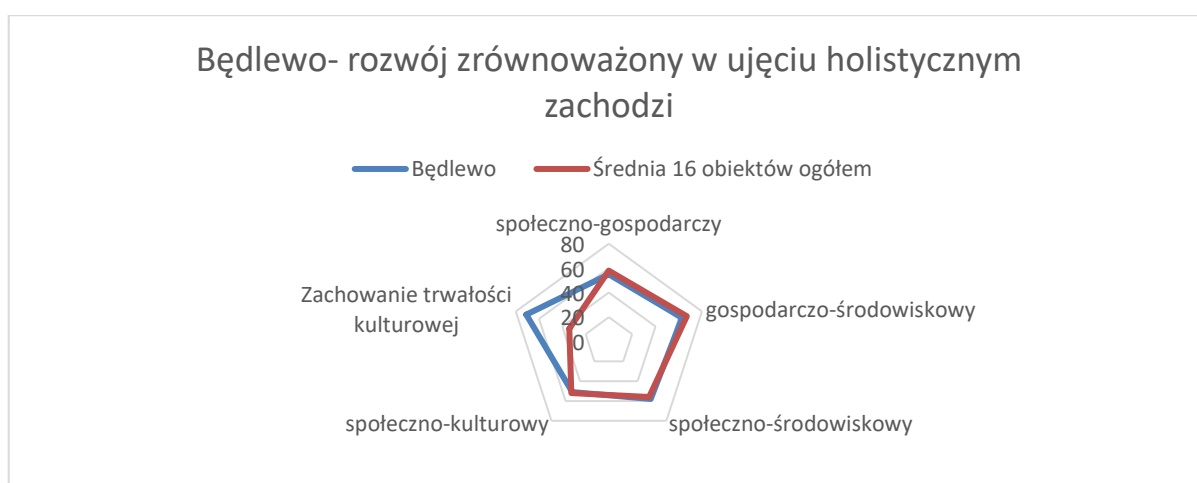 Będlewo- rozwój zrównoważony w ujęciu holistycznym
zachodzi
Będlewo
Średnia 16 obiektów ogółem
społeczno-gospodarczy
80
60
40
20
0
gospodarczo-środowiskowy
społeczno-środowiskowy
społeczno-kulturowy
Zachowanie trwałości
kulturowej